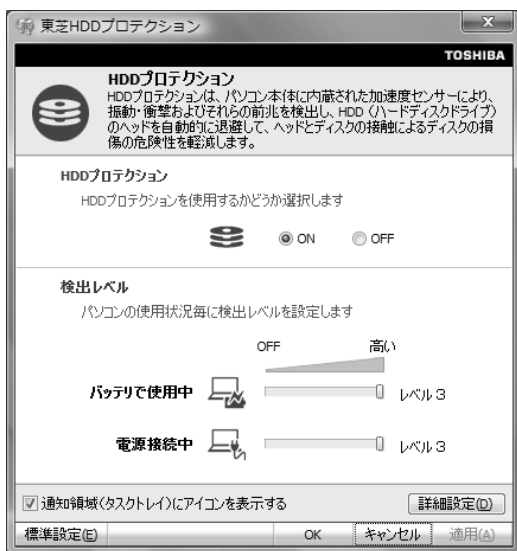 東芝HDDプロテクション
TOSHIBA
HDDプロテクション
HDDプロテクションは、パソコン本体に内蔵された加速度センサーにより、
振動・衝撃およびそれらの前兆を検出し、HDD（ハードディスクドライブ）
のヘッドを自動的に退避して、ヘッドとディスクの接触によるディスクの損
傷の危険性を軽減します。
HDDプロテクション
HDDプロテクションを使用するかどうか選択します
ON OFF
検出レベル
パソコンの使用状況毎に検出レベルを設定します
OFF 高い
バッテリで使用中 レベル 3
電源接続中 レベル 3
通知領域(タスクトレイ)にアイコンを表示する 詳細設定(D)
標準設定(E) OK キャンセル 適用(A)